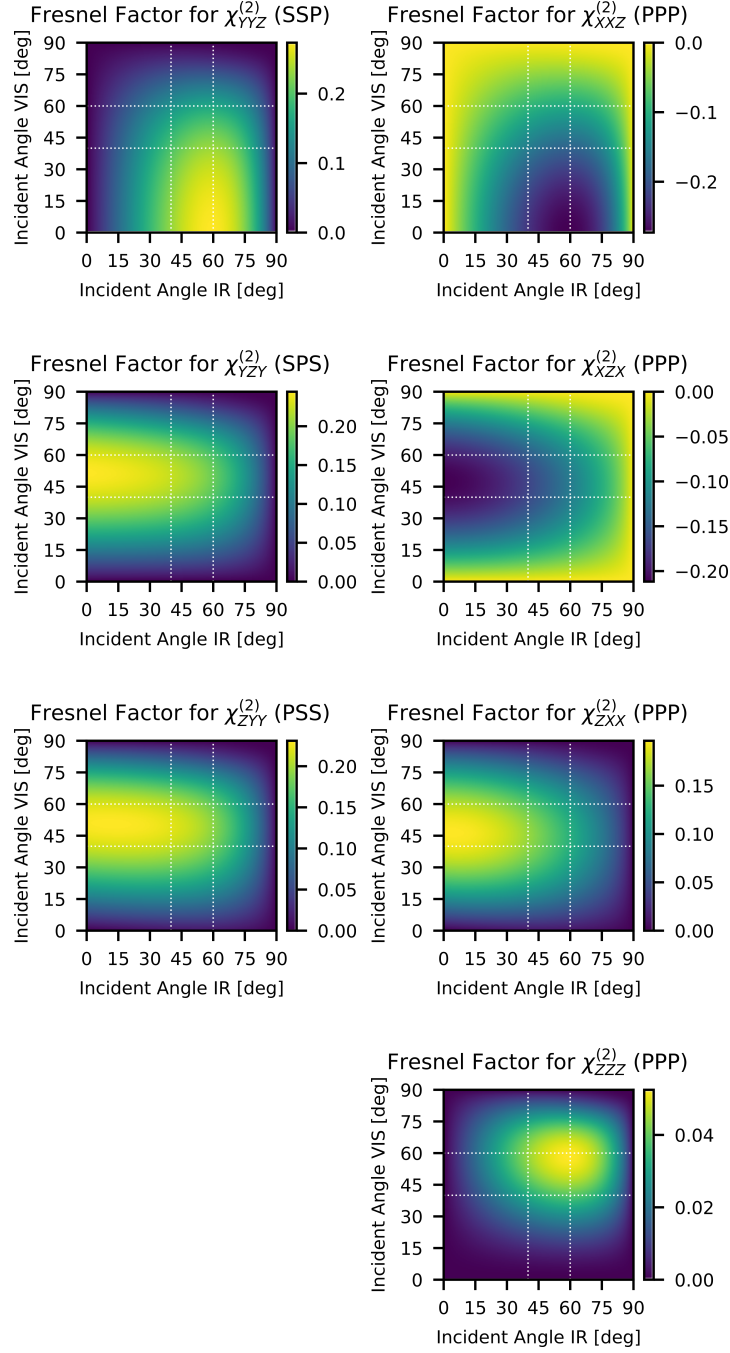 Fresnel Factor for χ^(2)_YYZ (SSP)
Incident Angle VIS [deg]
90
75
60
45
30
15
0
0 15 30 45 60 75 90
Incident Angle IR [deg]
0.2
0.1
0.0
Fresnel Factor for χ^(2)_XXZ (PPP)
Incident Angle VIS [deg]
90
75
60
45
30
15
0
0 15 30 45 60 75 90
Incident Angle IR [deg]
0.0
−0.1
−0.2
Fresnel Factor for χ^(2)_YZY (SPS)
Incident Angle VIS [deg]
90
75
60
45
30
15
0
0 15 30 45 60 75 90
Incident Angle IR [deg]
0.20
0.15
0.10
0.05
0.00
Fresnel Factor for χ^(2)_XZX (PPP)
Incident Angle VIS [deg]
90
75
60
45
30
15
0
0 15 30 45 60 75 90
Incident Angle IR [deg]
0.00
−0.05
−0.10
−0.15
−0.20
Fresnel Factor for χ^(2)_ZYY (PSS)
Incident Angle VIS [deg]
90
75
60
45
30
15
0
0 15 30 45 60 75 90
Incident Angle IR [deg]
0.20
0.15
0.10
0.05
0.00
Fresnel Factor for χ^(2)_ZXX (PPP)
Incident Angle VIS [deg]
90
75
60
45
30
15
0
0 15 30 45 60 75 90
Incident Angle IR [deg]
0.15
0.10
0.05
0.00
Fresnel Factor for χ^(2)_ZZZ (PPP)
Incident Angle VIS [deg]
90
75
60
45
30
15
0
0 15 30 45 60 75 90
Incident Angle IR [deg]
0.04
0.02
0.00